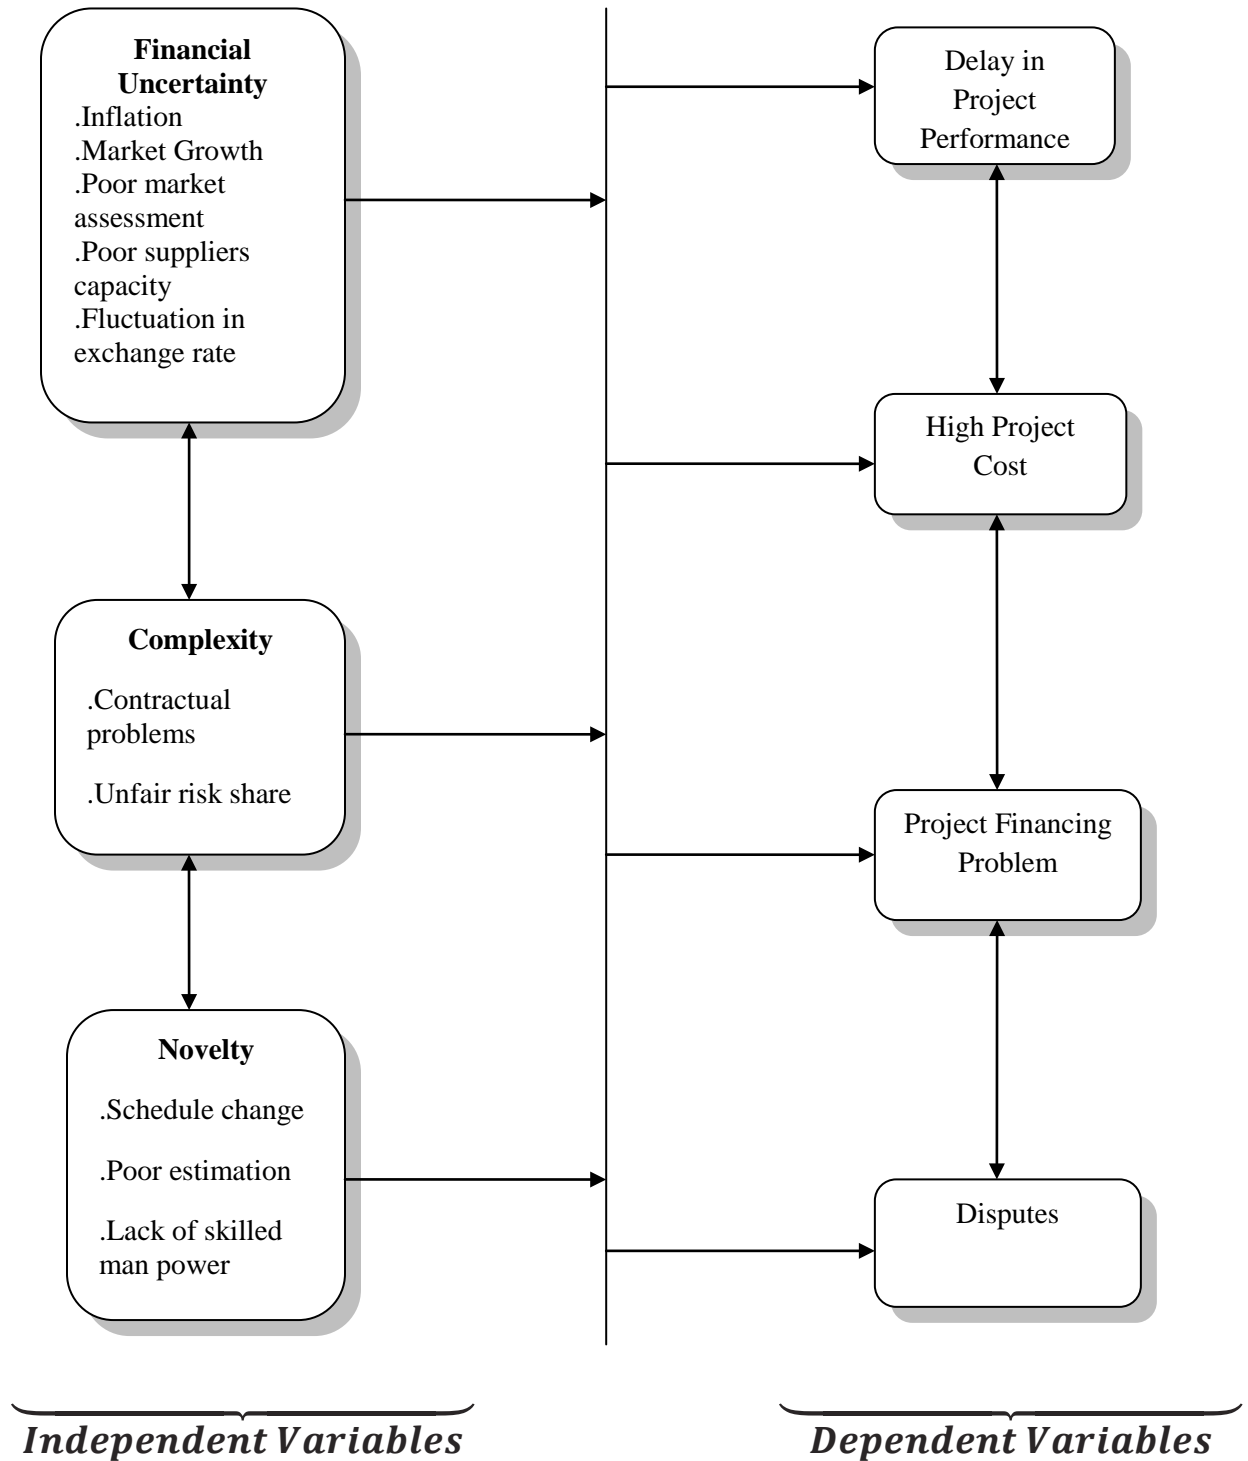 Financial
Uncertainty
.Inflation
.Market Growth
.Poor market
assessment
.Poor suppliers
capacity
.Fluctuation in
exchange rate
Complexity
.Contractual
problems
.Unfair risk share
Novelty
.Schedule change
.Poor estimation
.Lack of skilled
man power
Delay in
Project
Performance
High Project
Cost
Project Financing
Problem
Disputes
Independent Variables
Dependent Variables